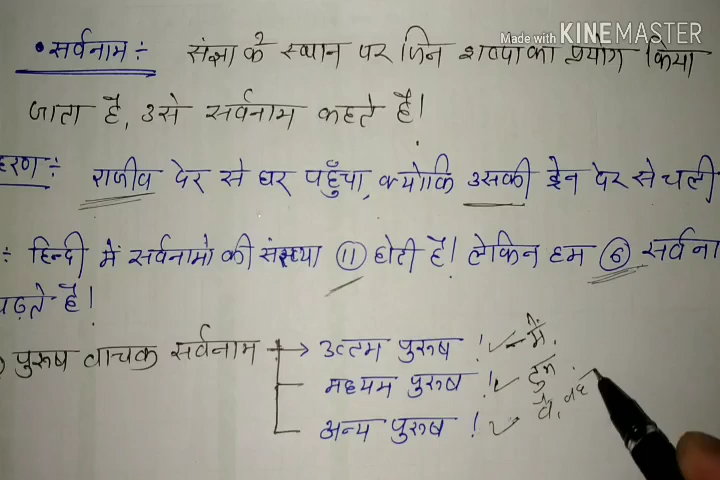 Made with KINEMASTER
• सर्वनाम ÷ संज्ञा के स्थान पर जिन शब्दो का प्रयोग किया
जाता है, उसे सर्वनाम कहते है।
हरण ÷ राजीव देर से घर पहुँचा, क्योकि उसकी ट्रेन देर से चली
÷ हिन्दी में सर्वनामो की संख्या 11 होती है। लेकिन हम 6 सर्वना
पढ़ते है।
) पुरुष वाचक सर्वनाम → उत्तम पुरुष ! ✓ – मै.
मध्यम पुरुष ! ✓ तुम
अन्य पुरुष ! ✓ वे, वह